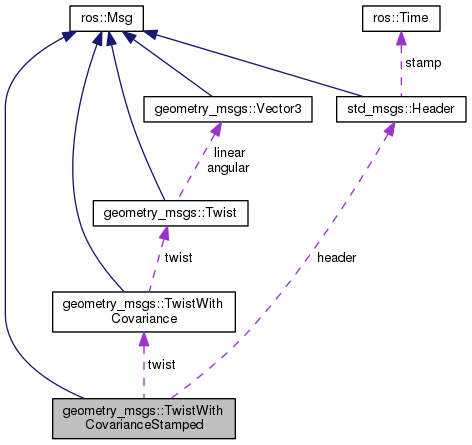 ros::Msg
ros::Time
stamp
geometry_msgs::Vector3
std_msgs::Header
linear
angular
geometry_msgs::Twist
twist
header
geometry_msgs::TwistWith
Covariance
twist
geometry_msgs::TwistWith
CovarianceStamped